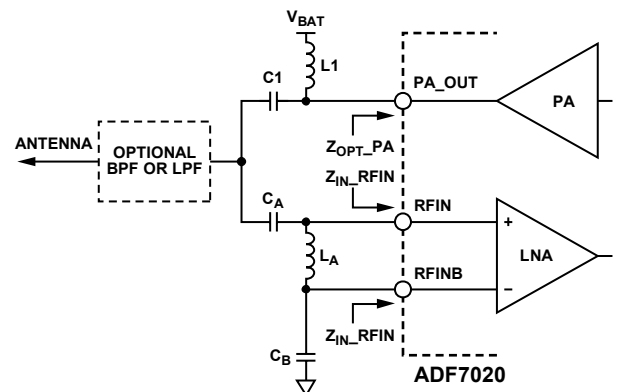 VBAT
L1
C1
PA_OUT
PA
ANTENNA
OPTIONAL
BPF OR LPF
ZOPT_PA
ZIN_RFIN
CA
RFIN
+
LA
LNA
RFINB
−
ZIN_RFIN
CB
ADF7020